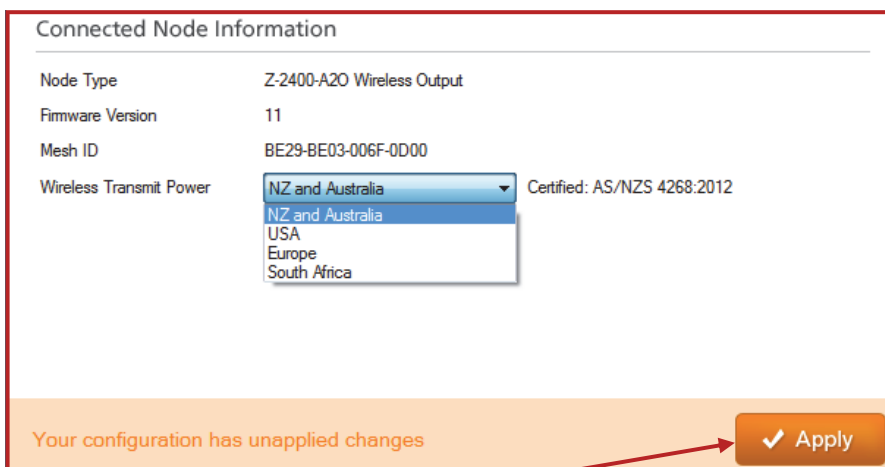 Connected Node Information
Node Type Z-2400-A2O Wireless Output
Firmware Version 11
Mesh ID BE29-BE03-006F-0D00
Wireless Transmit Power NZ and Australia Certified: AS/NZS 4268:2012
NZ and Australia
USA
Europe
South Africa
Your configuration has unapplied changes Apply